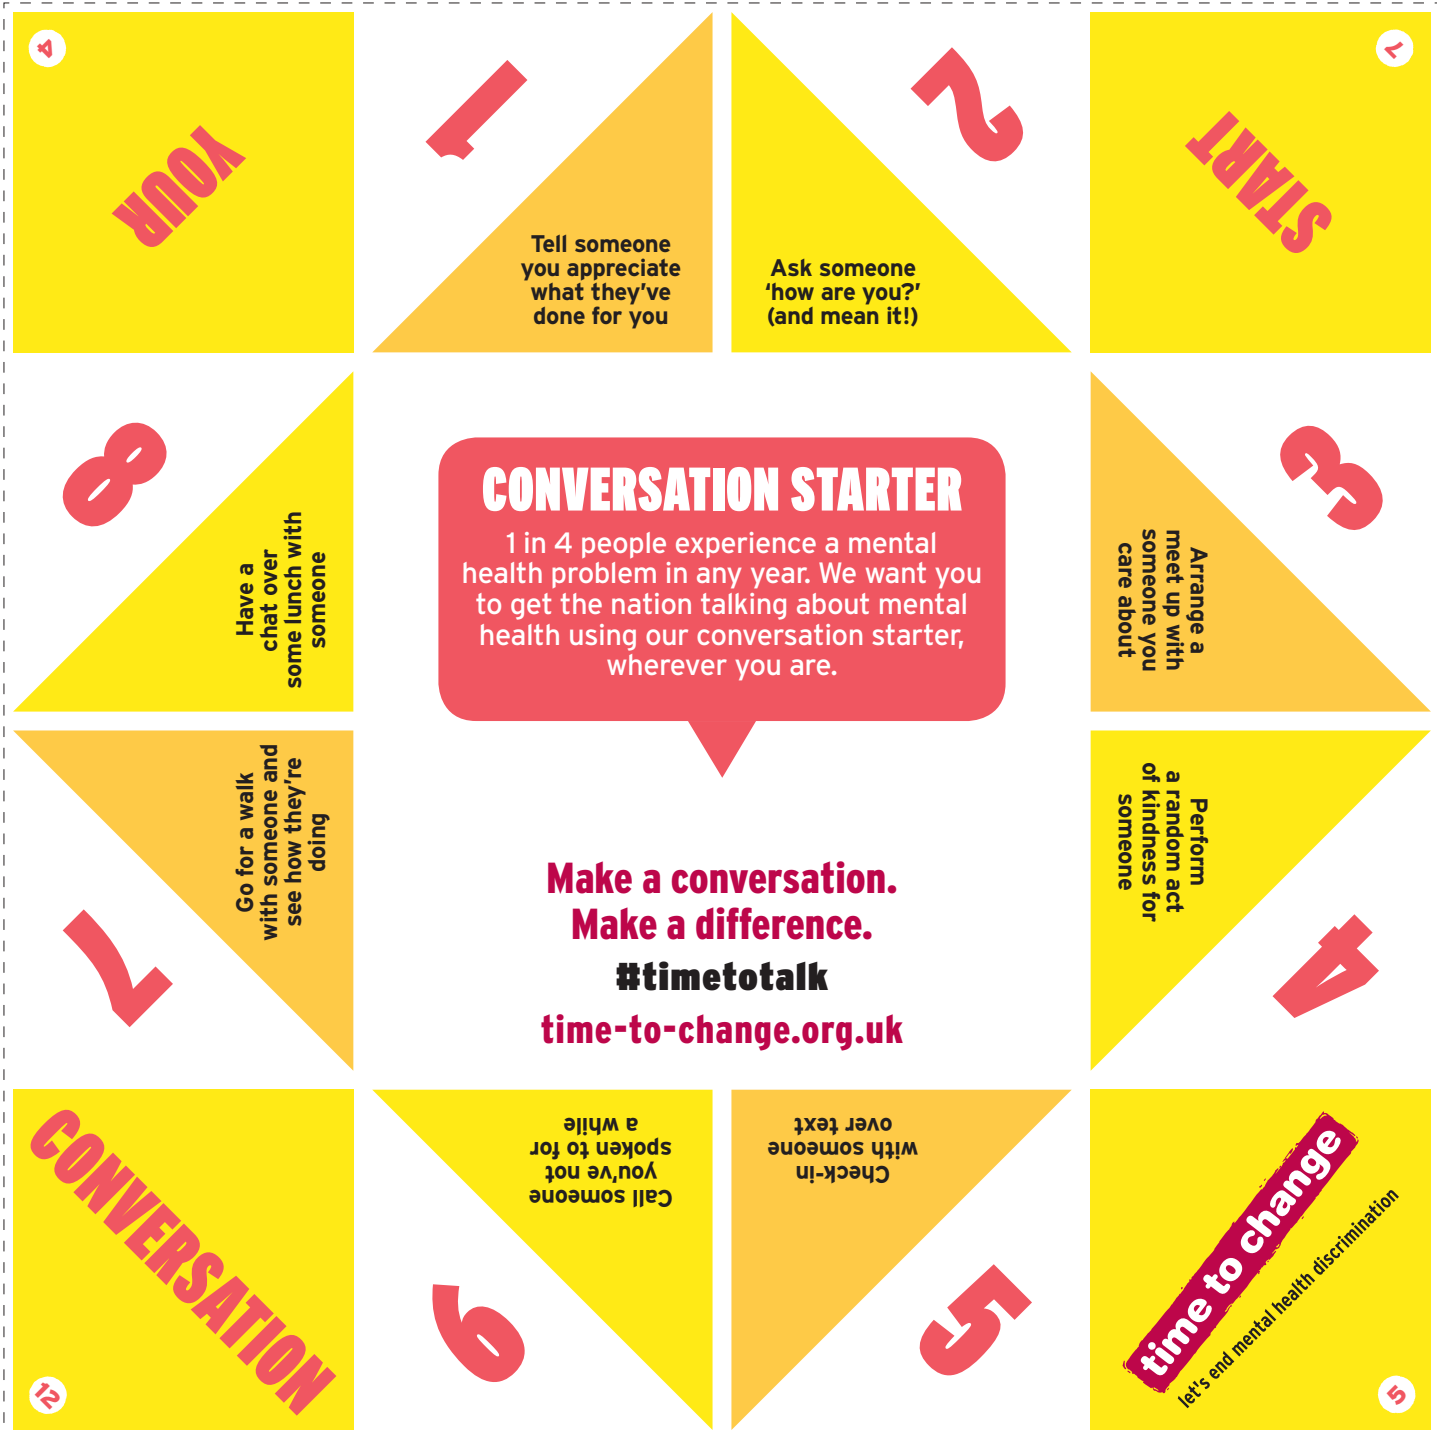 4
YOUR
1
Tell someone
you appreciate
what they've
done for you
2
Ask someone
‘how are you?’
(and mean it!)
7
START
8
Have a
chat over
some lunch with
someone
CONVERSATION STARTER
1 in 4 people experience a mental
health problem in any year. We want you
to get the nation talking about mental
health using our conversation starter,
wherever you are.
3
Arrange a
meet up with
someone you
care about
7
Go for a walk
with someone and
see how they're
doing
Make a conversation.
Make a difference.
#timetotalk
time-to-change.org.uk
4
Perform
a random act
of kindness for
someone
12
CONVERSATION
6
Call someone
you've not
spoken to for
a while
5
Check-in
with someone
over text
time to change
let's end mental health discrimination
5